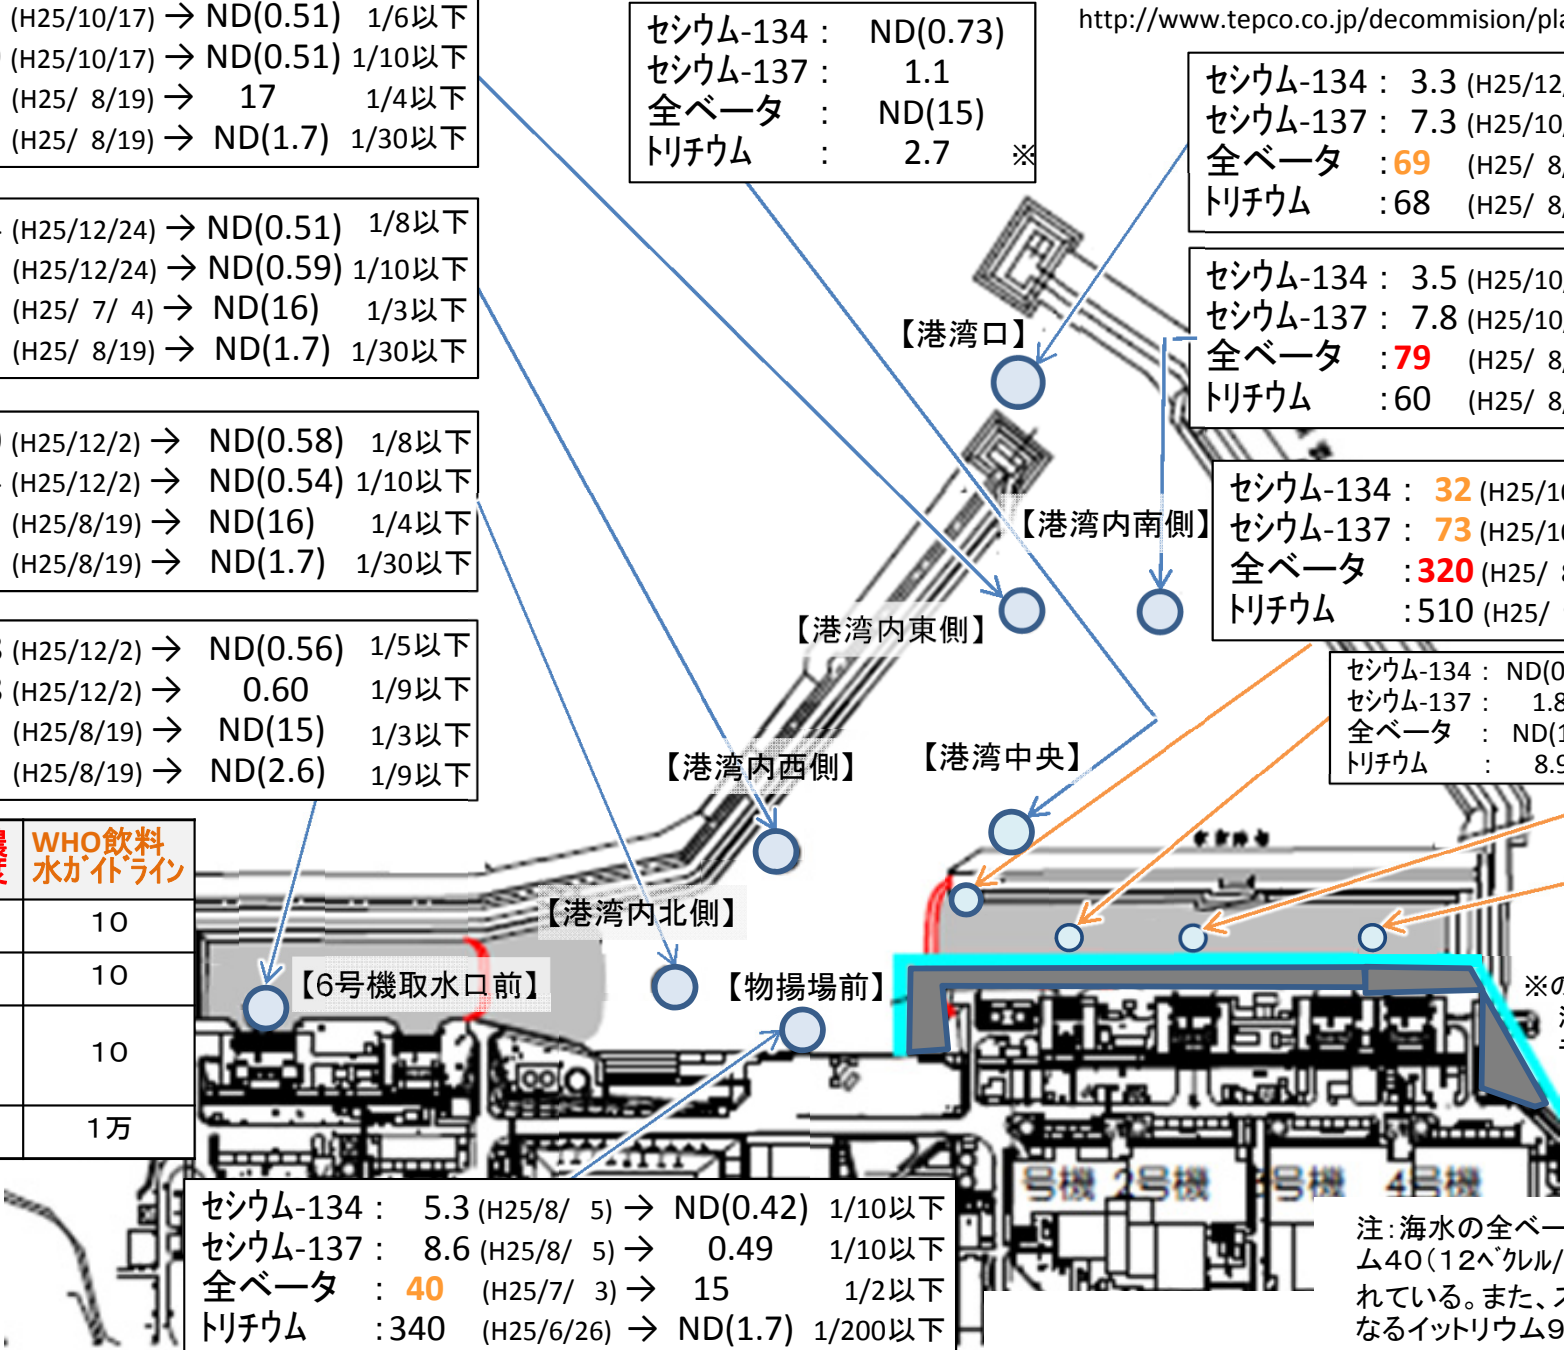 (H25/10/17) → ND(0.51) 1/6以下
(H25/10/17) → ND(0.51) 1/10以下
(H25/ 8/19) → 17 1/4以下
(H25/ 8/19) → ND(1.7) 1/30以下
セシウム-134 : ND(0.73)
セシウム-137 : 1.1
全ベータ : ND(15)
トリチウム : 2.7 ※
http://www.tepco.co.jp/decommision/pla
セシウム-134 : 3.3 (H25/12/
セシウム-137 : 7.3 (H25/10/
全ベータ : 69 (H25/ 8/
トリチウム : 68 (H25/ 8/
(H25/12/24) → ND(0.51) 1/8以下
(H25/12/24) → ND(0.59) 1/10以下
(H25/ 7/ 4) → ND(16) 1/3以下
(H25/ 8/19) → ND(1.7) 1/30以下
セシウム-134 : 3.5 (H25/10/
セシウム-137 : 7.8 (H25/10/
全ベータ : 79 (H25/ 8/
トリチウム : 60 (H25/ 8/
【港湾口】
(H25/12/2) → ND(0.58) 1/8以下
(H25/12/2) → ND(0.54) 1/10以下
(H25/8/19) → ND(16) 1/4以下
(H25/8/19) → ND(1.7) 1/30以下
セシウム-134 : 32 (H25/10
セシウム-137 : 73 (H25/10
全ベータ : 320 (H25/ 8
トリチウム : 510 (H25/
【港湾内南側】
【港湾内東側】
(H25/12/2) → ND(0.56) 1/5以下
(H25/12/2) → 0.60 1/9以下
(H25/8/19) → ND(15) 1/3以下
(H25/8/19) → ND(2.6) 1/9以下
セシウム-134 : ND(0
セシウム-137 : 1.8
全ベータ : ND(1
トリチウム : 8.9
【港湾内西側】
【港湾中央】
WHO飲料
水ガイドライン
10
10
10
1万
【港湾内北側】
【6号機取水口前】
【物揚場前】
※の
号機 2号機 号機 4号機
セシウム-134 : 5.3 (H25/8/ 5) → ND(0.42) 1/10以下
セシウム-137 : 8.6 (H25/8/ 5) → 0.49 1/10以下
全ベータ : 40 (H25/7/ 3) → 15 1/2以下
トリチウム : 340 (H25/6/26) → ND(1.7) 1/200以下
注:海水の全ベー
ム40(12ベクレル/
れている。また、ス
なるイットリウム9